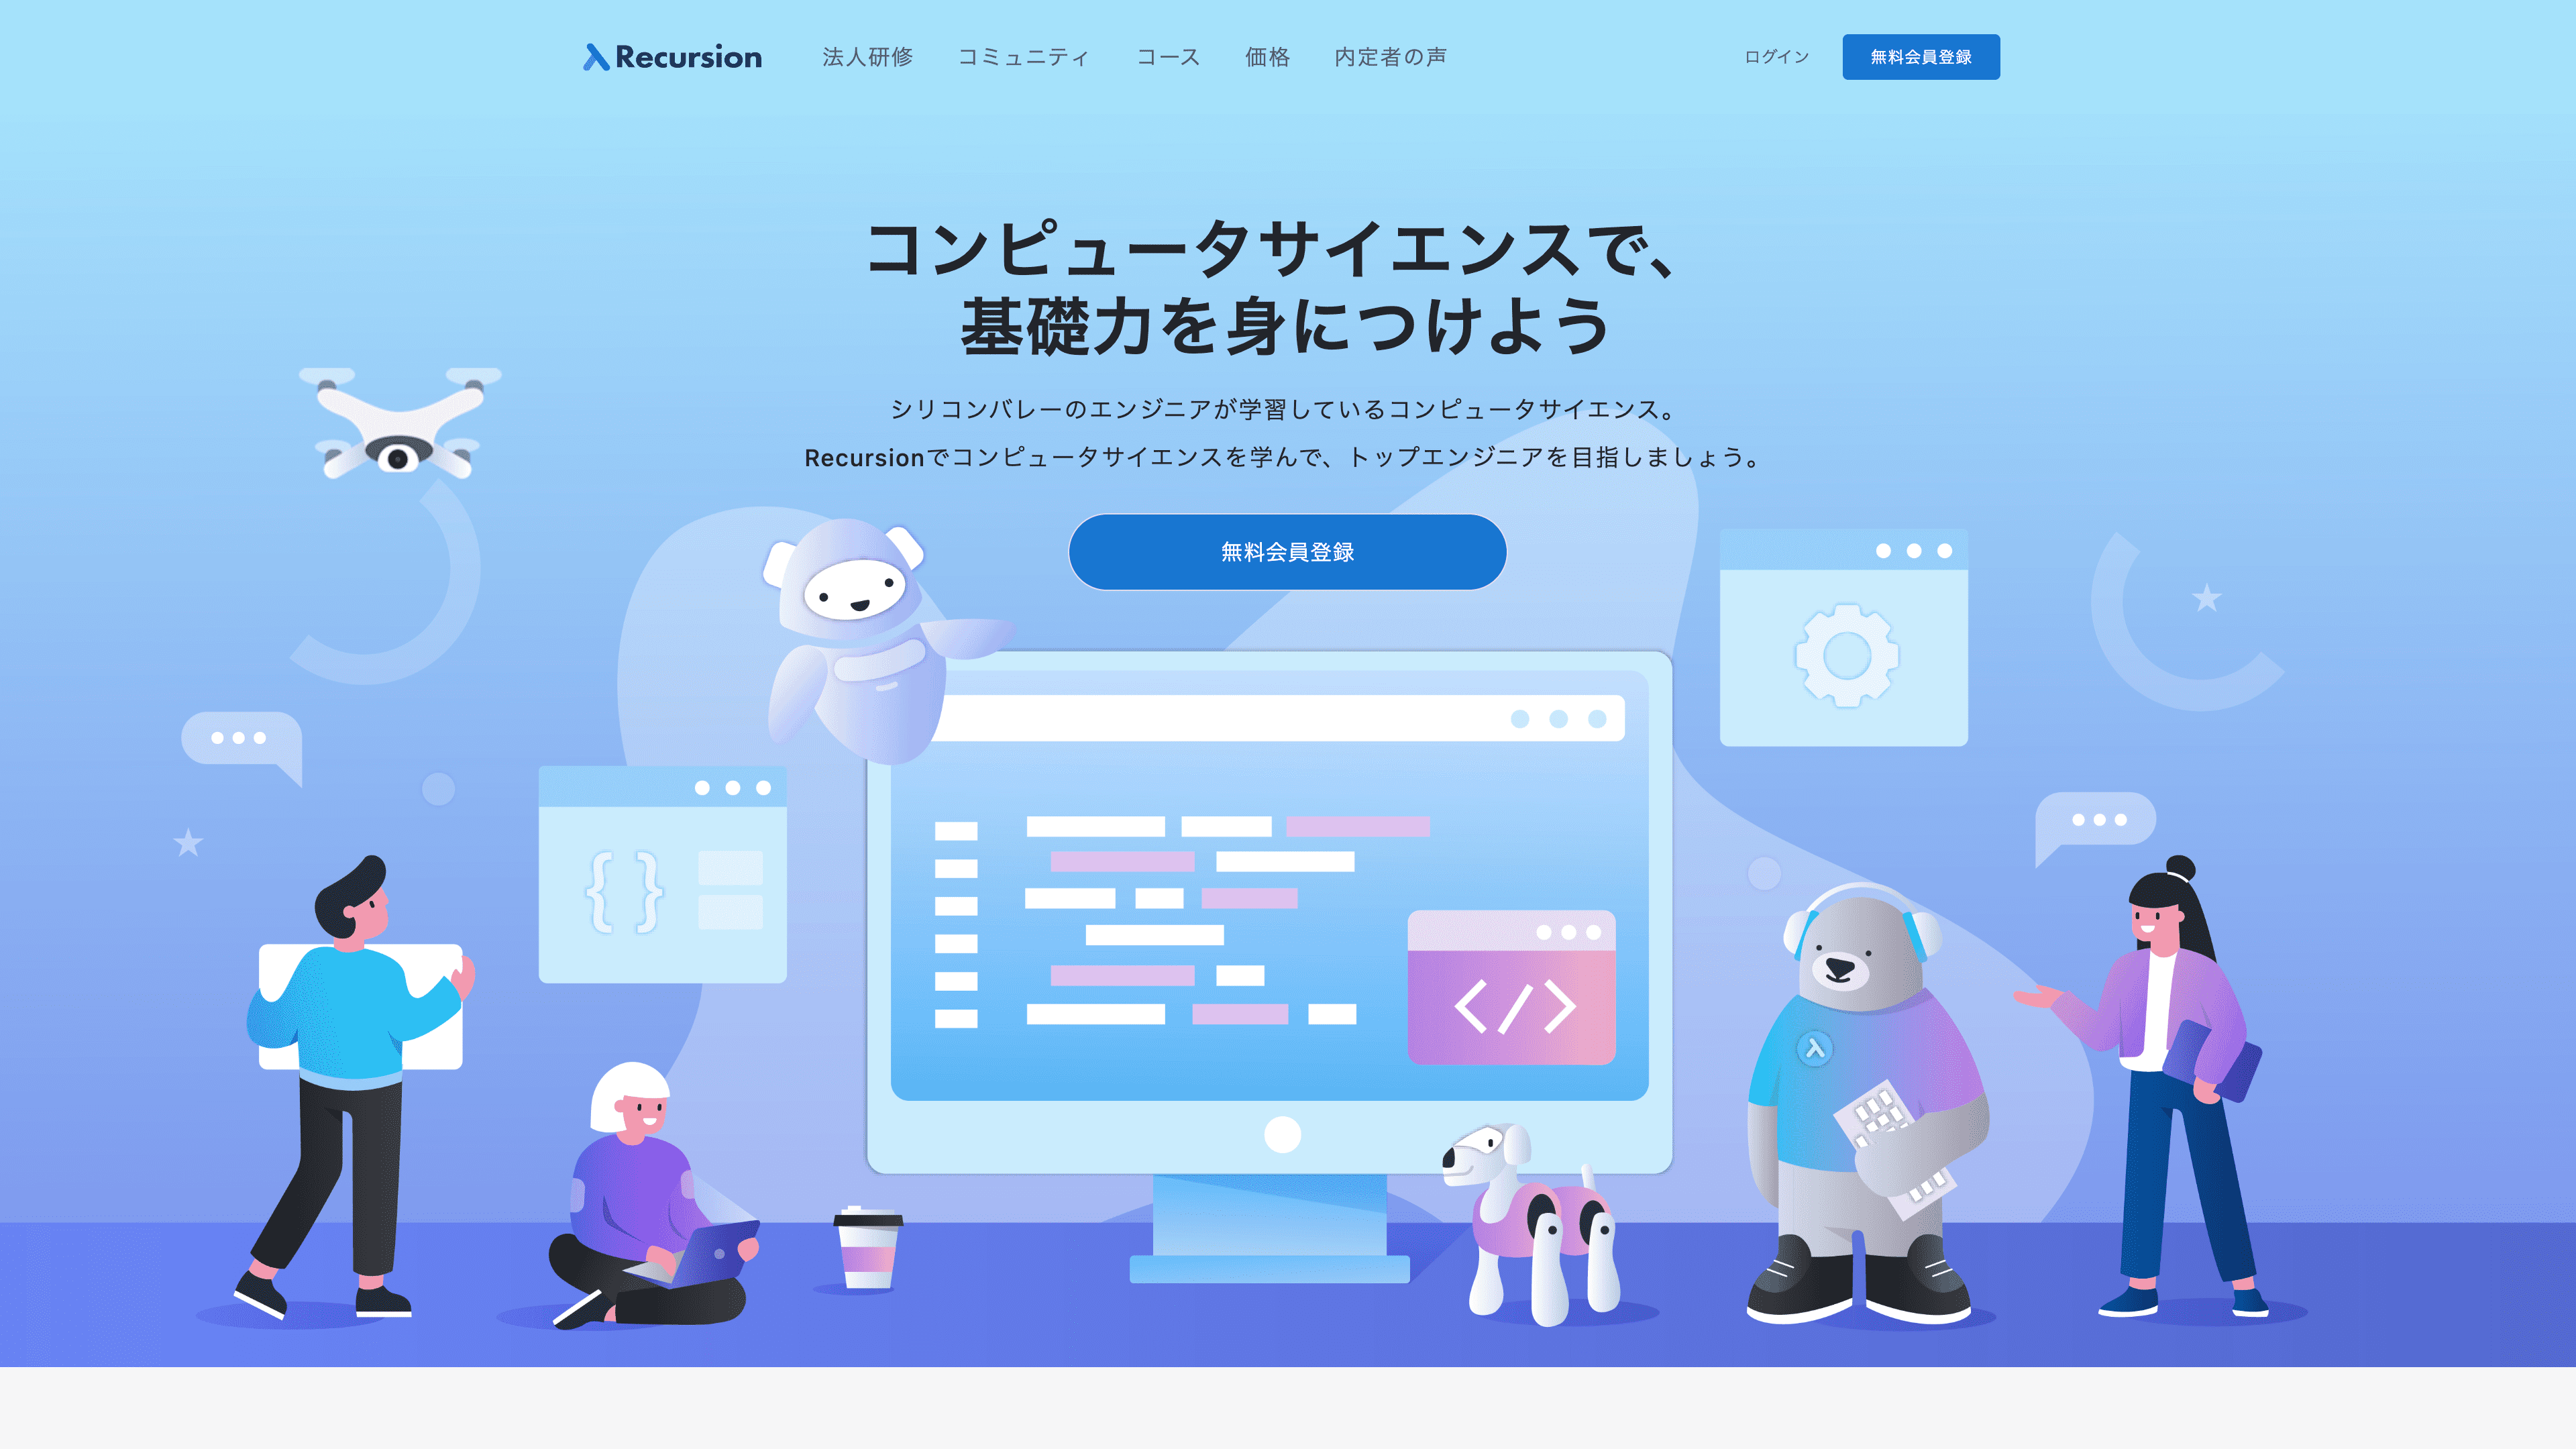 Recursion
法人研修
コミュニティ
コース
価格
内定者の声
ログイン
無料会員登録
コンピュータサイエンスで、
基礎力を身につけよう
シリコンバレーのエンジニアが学習しているコンピュータサイエンス。
Recursionでコンピュータサイエンスを学んで、トップエンジニアを目指しましょう。
無料会員登録
{ }
</>